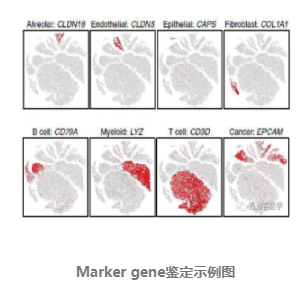 Alveolar: CLDN18
Endothelial: CLDN5
Epithelial: CAPS
Fibroblast: COL1A1
B cell: CD79A
Myeloid: LYZ
T cell: CD3D
Cancer: EPCAM
Marker gene鉴定示例图